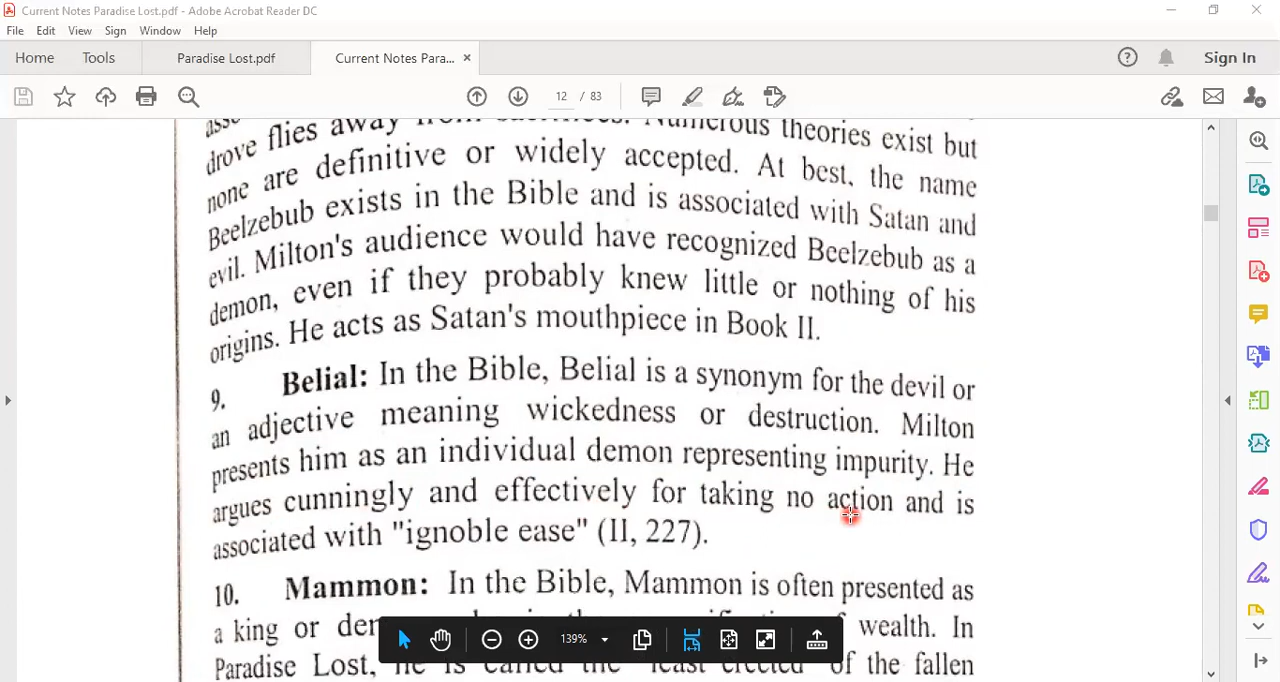 Current Notes Paradise Lost.pdf - Adobe Acrobat Reader DC
File Edit View Sign Window Help
Home Tools Paradise Lost.pdf Current Notes Para... × Sign In
12 / 83
drove flies away from sacrifices. Numerous theories exist but
none are definitive or widely accepted. At best, the name
Beelzebub exists in the Bible and is associated with Satan and
evil. Milton's audience would have recognized Beelzebub as a
demon, even if they probably knew little or nothing of his
origins. He acts as Satan's mouthpiece in Book II.
9. Belial: In the Bible, Belial is a synonym for the devil or
an adjective meaning wickedness or destruction. Milton
presents him as an individual demon representing impurity. He
argues cunningly and effectively for taking no action and is
associated with "ignoble ease" (II, 227).
10. Mammon: In the Bible, Mammon is often presented as
a king or wealth. In
Paradise Lost, he is called the "least erected" of the fallen
139%